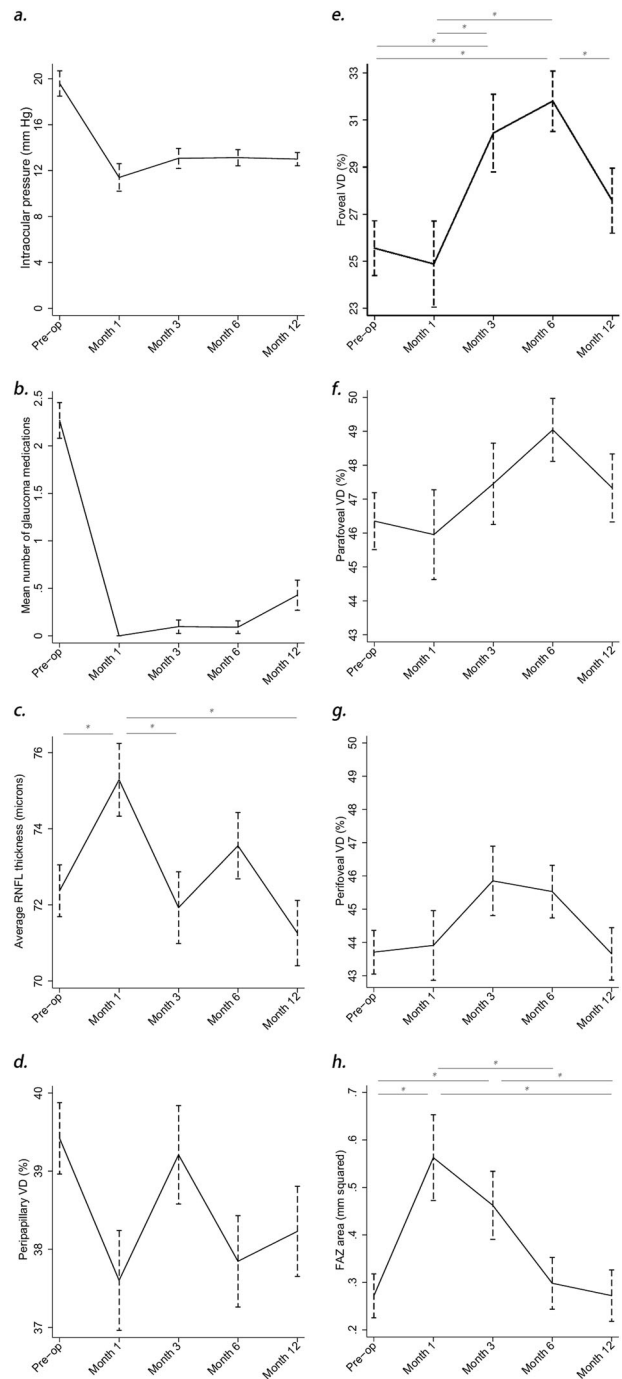 a.
Intraocular pressure (mm Hg)
20
16
12
8
4
0
Pre-op
Month 1
Month 3
Month 6
Month 12
b.
Mean number of glaucoma medications
2.5
2
1.5
1
.5
0
Pre-op
Month 1
Month 3
Month 6
Month 12
c.
* * *
Average RNFL thickness (microns)
76
74
72
70
Pre-op
Month 1
Month 3
Month 6
Month 12
d.
Peripapillary VD (%)
40
39
38
37
Pre-op
Month 1
Month 3
Month 6
Month 12
e.
*
*
*
* *
Foveal VD (%)
33
31
29
27
25
23
Pre-op
Month 1
Month 3
Month 6
Month 12
f.
Parafoveal VD (%)
50
49
48
47
46
45
44
43
Pre-op
Month 1
Month 3
Month 6
Month 12
g.
Perifoveal VD (%)
50
49
48
47
46
45
44
43
Pre-op
Month 1
Month 3
Month 6
Month 12
h.
*
* *
* *
FAZ area (mm squared)
.7
.6
.5
.4
.3
.2
Pre-op
Month 1
Month 3
Month 6
Month 12